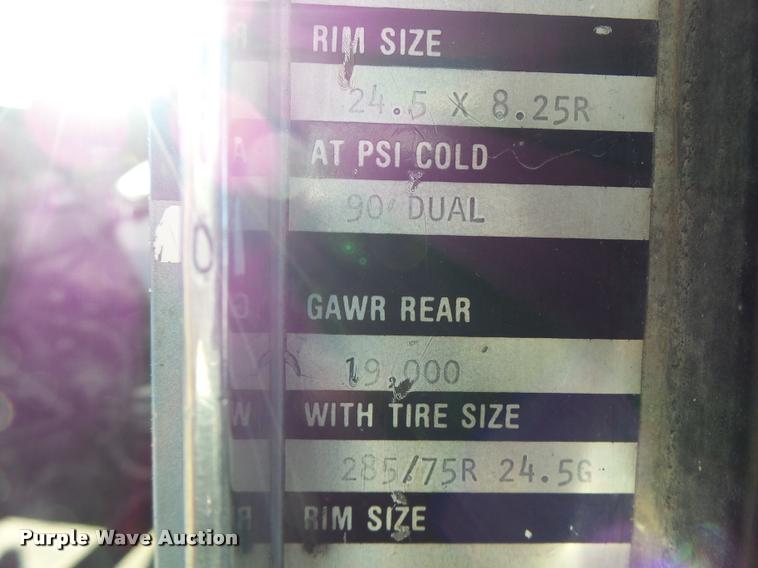 RIM SIZE
24.5 X 8.25R
AT PSI COLD
90 DUAL
GAWR REAR
19,000
WITH TIRE SIZE
285/75R 24.5G
RIM SIZE
Purple Wave Auction